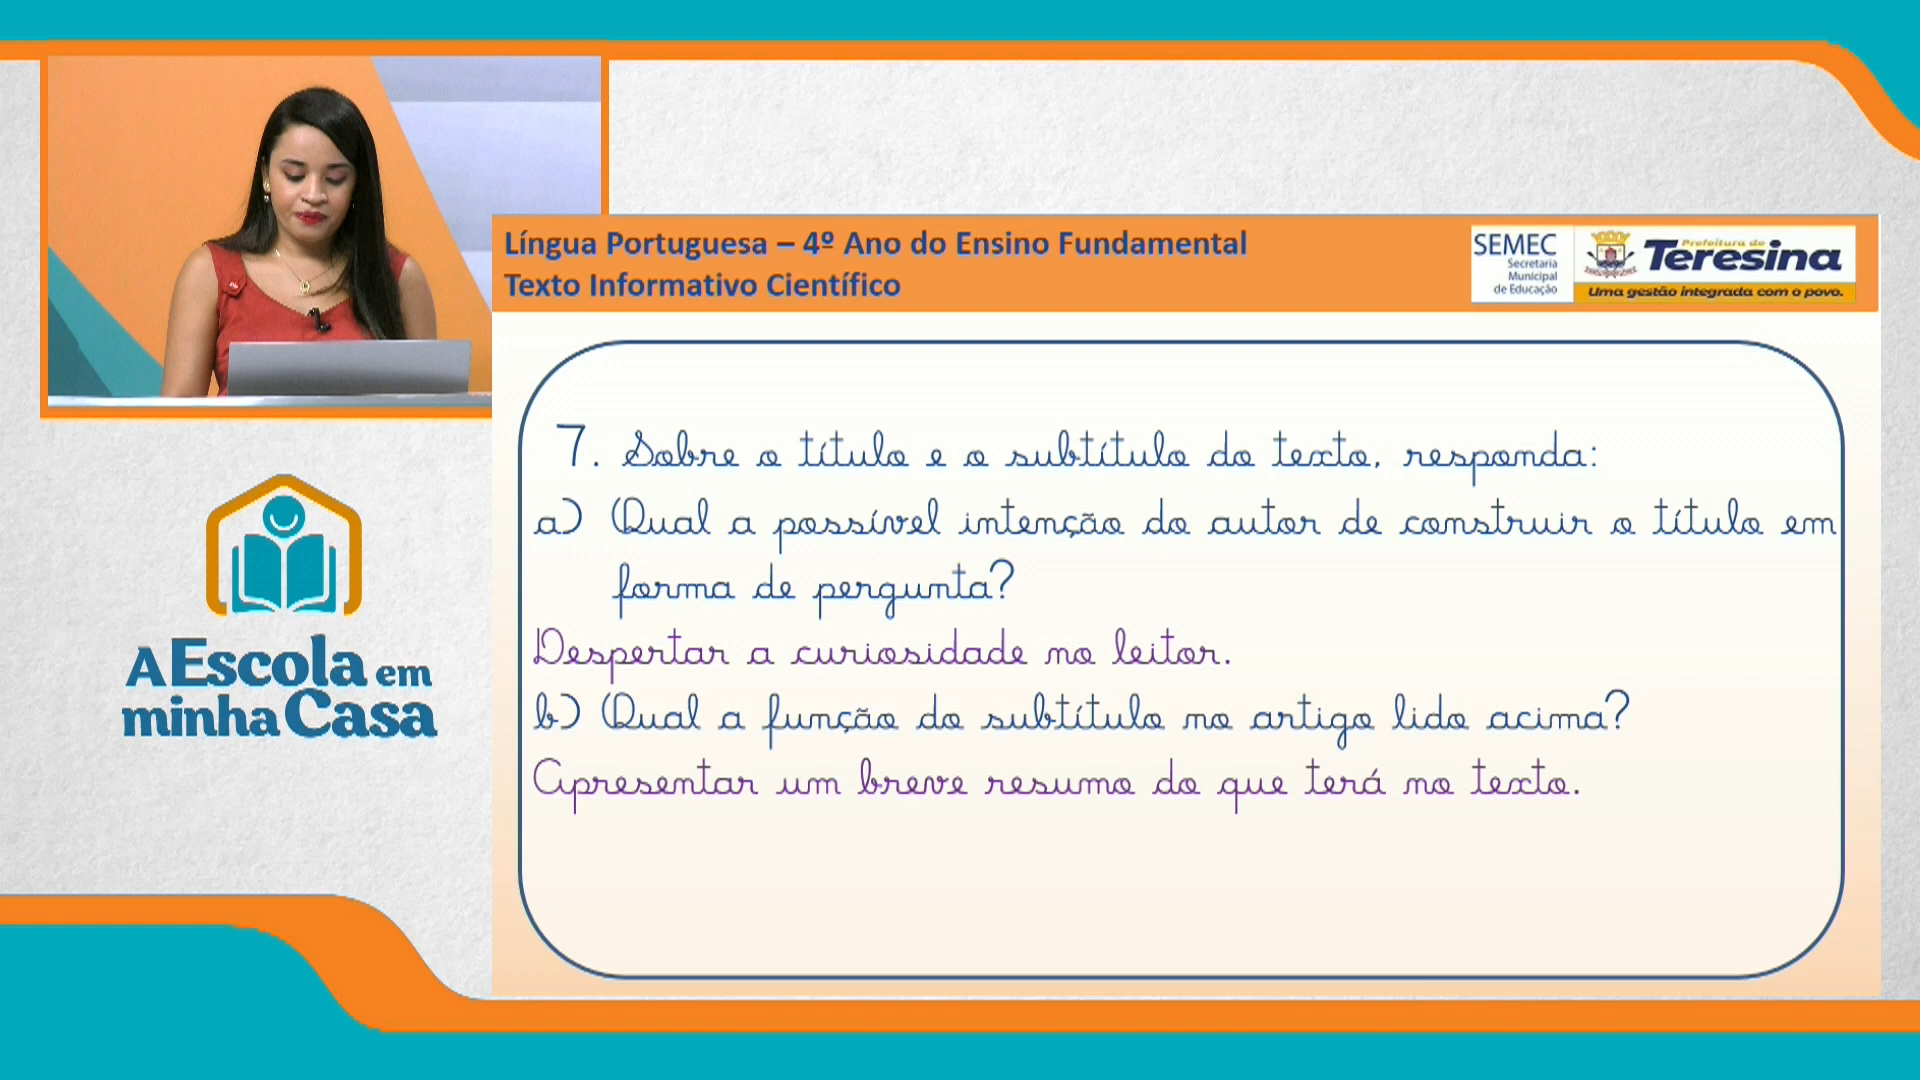 Língua Portuguesa – 4º Ano do Ensino Fundamental
Texto Informativo Científico
SEMEC
Secretaria
Municipal
de Educação
Prefeitura de
Teresina
Uma gestão integrada com o povo.
7. Sobre o título e o subtítulo do texto, responda:
a) Qual a possível intenção do autor de construir o título em
forma de pergunta?
Despertar a curiosidade no leitor.
b) Qual a função do subtítulo no artigo lido acima?
Apresentar um breve resumo do que terá no texto.
A Escola em
minha Casa